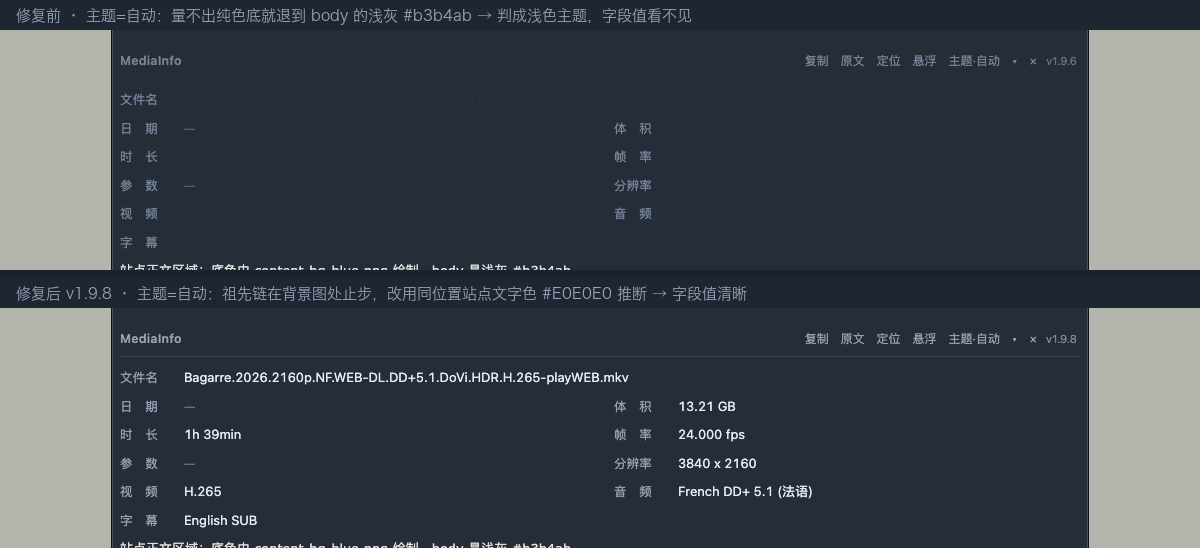 修复前 · 主题=自动：量不出纯色底就退到 body 的浅灰 #b3b4ab → 判成浅色主题，字段值看不见
MediaInfo 复制 原文 定位 悬浮 主题·自动 ▾ × v1.9.6
文件名
日 期 — 体 积
时 长 帧 率
参 数 — 分辨率
视 频 音 频
字 幕
修复后 v1.9.8 · 主题=自动：祖先链在背景图处止步，改用同位置站点文字色 #E0E0E0 推断 → 字段值清晰
MediaInfo 复制 原文 定位 悬浮 主题·自动 ▾ × v1.9.8
文件名 Bagarre.2026.2160p.NF.WEB-DL.DD+5.1.DoVi.HDR.H.265-playWEB.mkv
日 期 — 体 积 13.21 GB
时 长 1h 39min 帧 率 24.000 fps
参 数 — 分辨率 3840 x 2160
视 频 H.265 音 频 French DD+ 5.1 (法语)
字 幕 English SUB